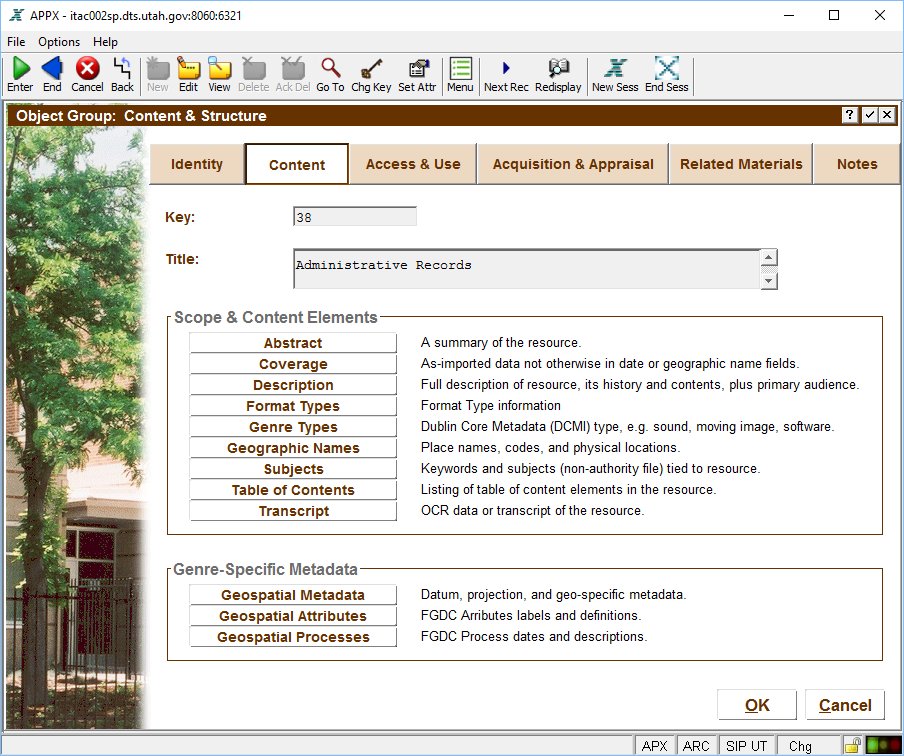 APPX - itac002sp.dts.utah.gov:8060:6321
File Options Help
Enter End Cancel Back New Edit View Delete Ack Del Go To Chg Key Set Attr Menu Next Rec Redisplay New Sess End Sess
Object Group: Content & Structure
Identity Content Access & Use Acquisition & Appraisal Related Materials Notes
Key: 38
Title: Administrative Records
Scope & Content Elements
Abstract A summary of the resource.
Coverage As-imported data not otherwise in date or geographic name fields.
Description Full description of resource, its history and contents, plus primary audience.
Format Types Format Type information
Genre Types Dublin Core Metadata (DCMI) type, e.g. sound, moving image, software.
Geographic Names Place names, codes, and physical locations.
Subjects Keywords and subjects (non-authority file) tied to resource.
Table of Contents Listing of table of content elements in the resource.
Transcript OCR data or transcript of the resource.
Genre-Specific Metadata
Geospatial Metadata Datum, projection, and geo-specific metadata.
Geospatial Attributes FGDC Arributes labels and definitions.
Geospatial Processes FGDC Process dates and descriptions.
OK Cancel
APX ARC SIP UT Chg